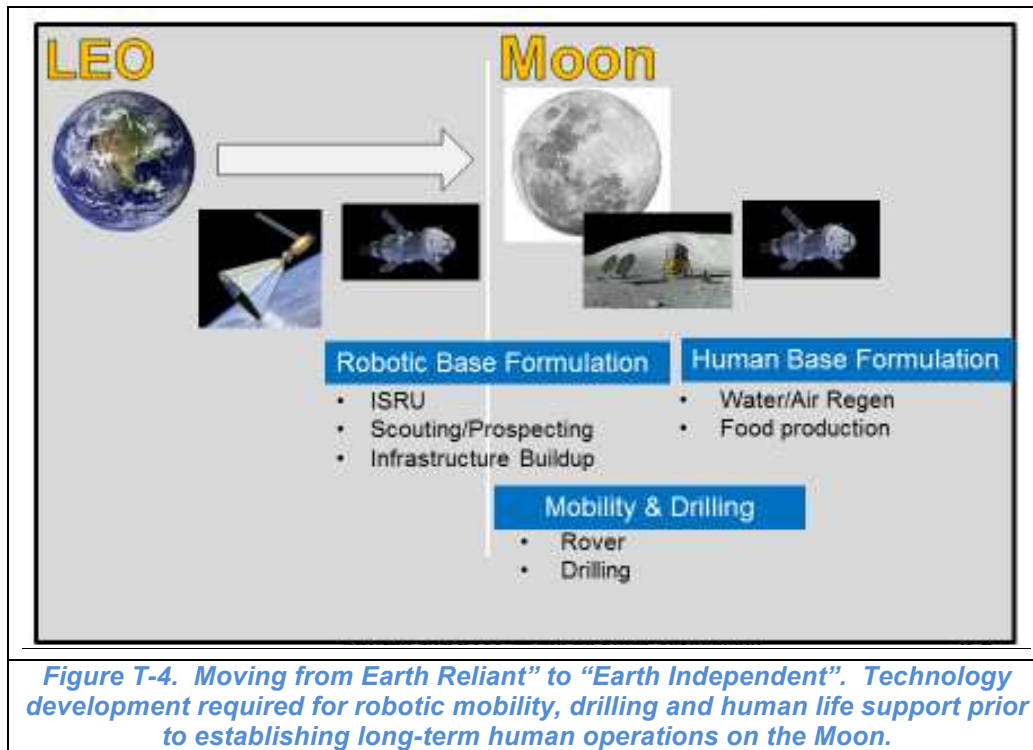 LEO
Moon
Robotic Base Formulation
• ISRU
• Scouting/Prospecting
• Infrastructure Buildup
Human Base Formulation
• Water/Air Regen
• Food production
Mobility & Drilling
• Rover
• Drilling
Figure T-4. Moving from Earth Reliant” to “Earth Independent”. Technology
development required for robotic mobility, drilling and human life support prior
to establishing long-term human operations on the Moon.